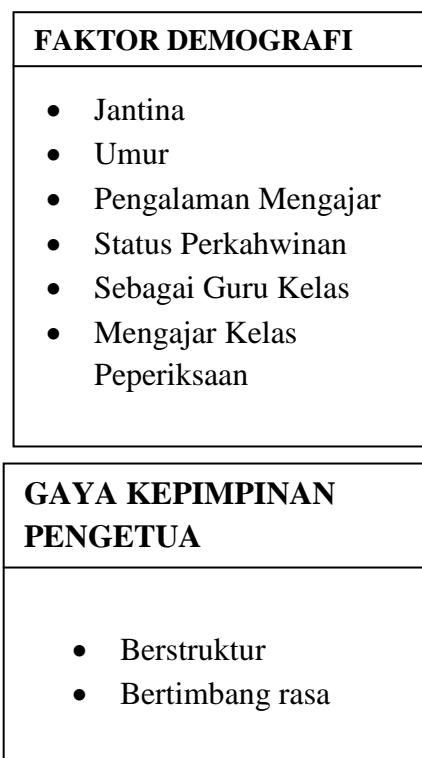 FAKTOR DEMOGRAFI
• Jantina
• Umur
• Pengalaman Mengajar
• Status Perkahwinan
• Sebagai Guru Kelas
• Mengajar Kelas
Peperiksaan
GAYA KEPIMPINAN
PENGETUA
• Berstruktur
• Bertimbang rasa